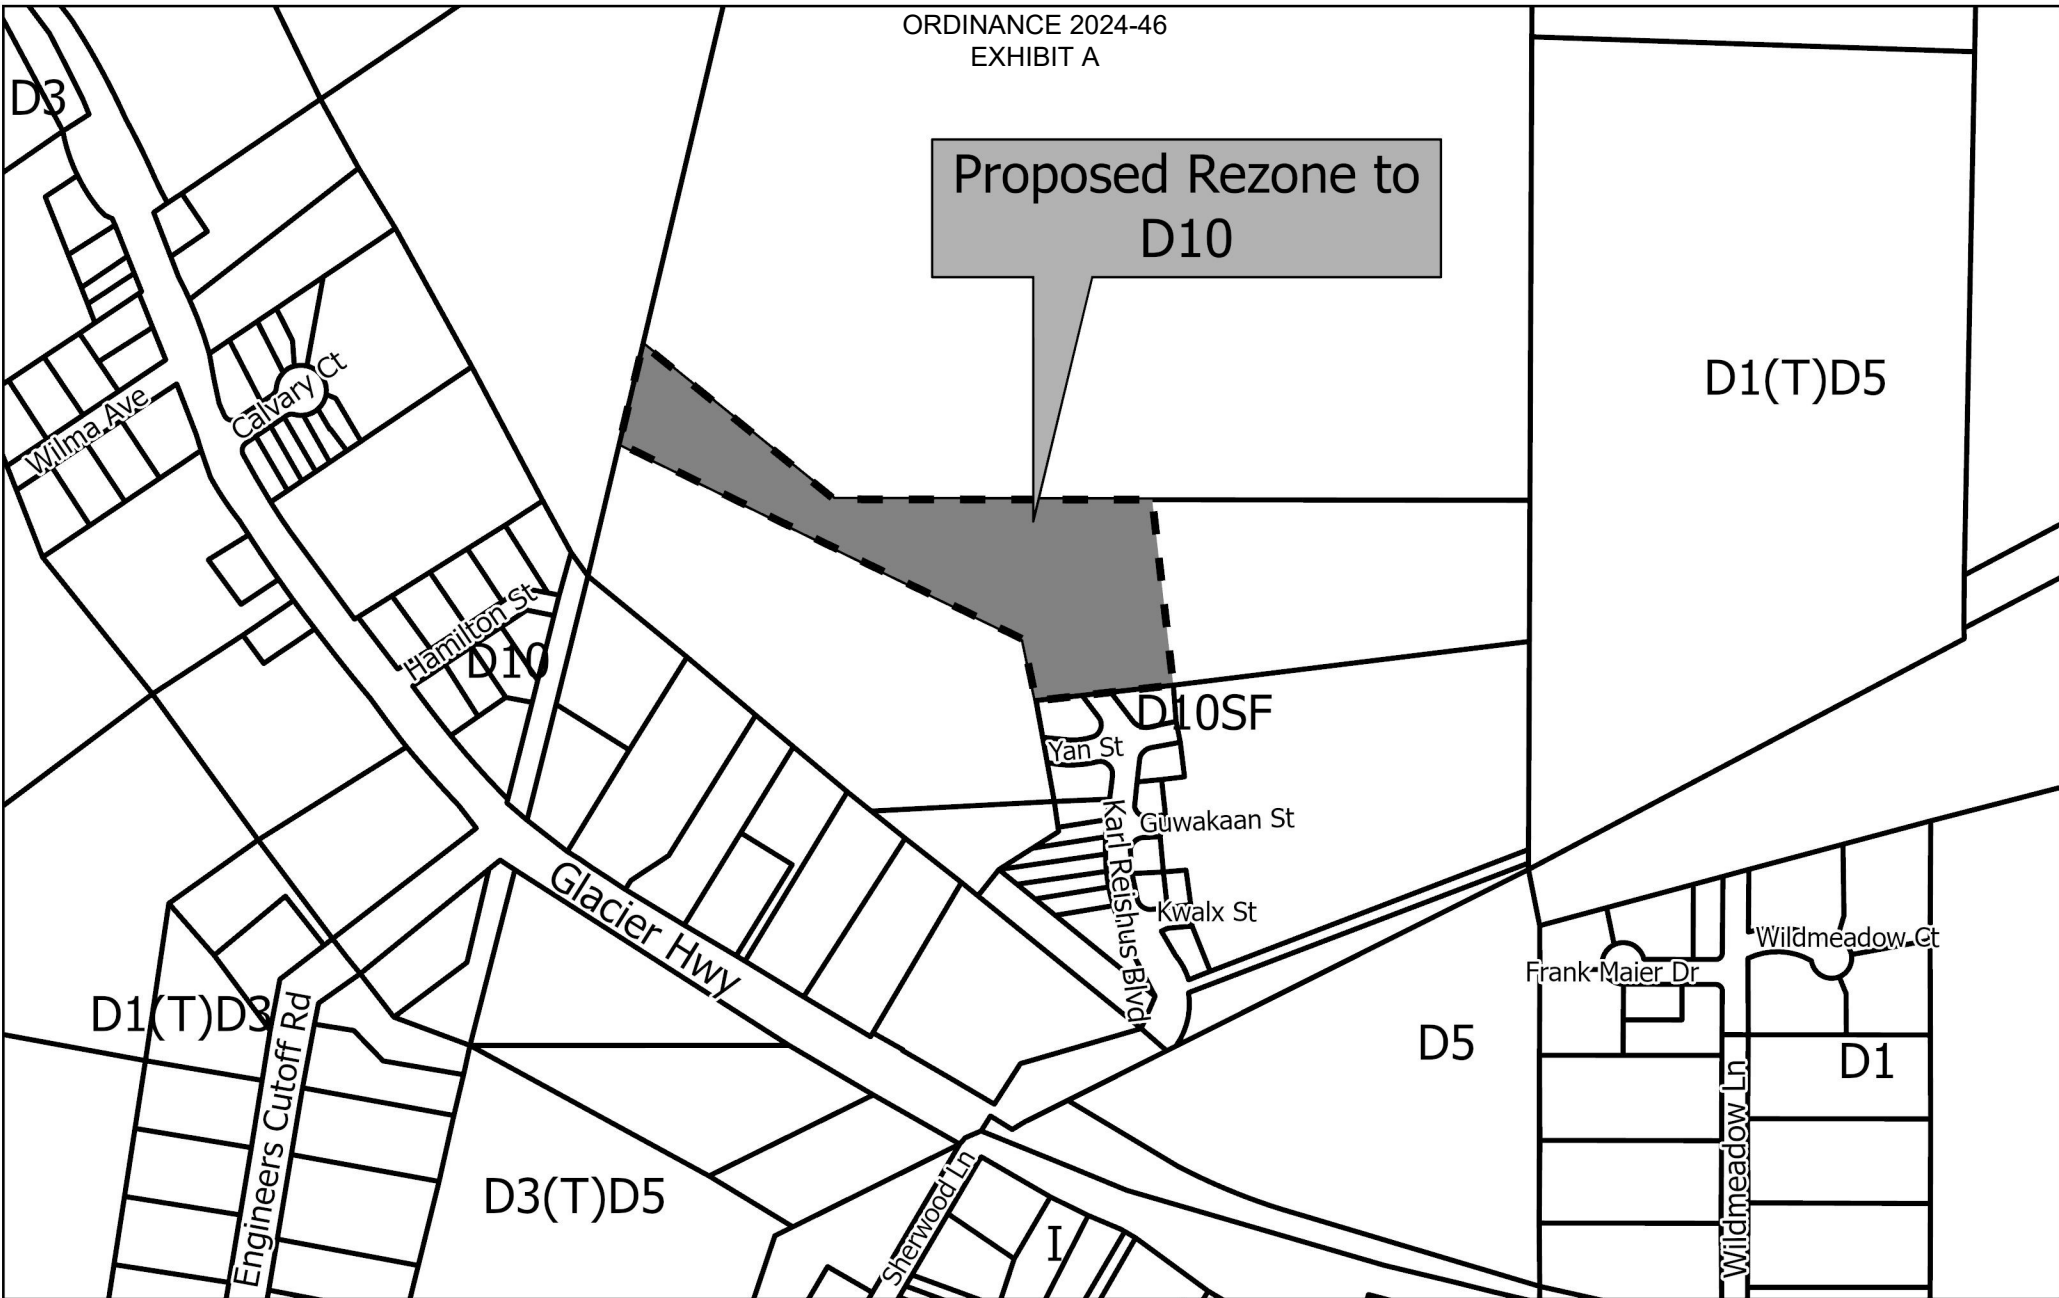 ORDINANCE 2024-46
EXHIBIT A
D3
Proposed Rezone to
D10
D1(T)D5
Calvary Ct
Wilma Ave
Hamilton St
D10
D10SF
Yan St
Karl Reishus Blvd
Guwakaan St
Kwalx St
Glacier Hwy
Wildmeadow Ct
Frank Maier Dr
D1(T)D3
Engineers Cutoff Rd
D5
D1
Wildmeadow Ln
D3(T)D5
Sherwood Ln
I